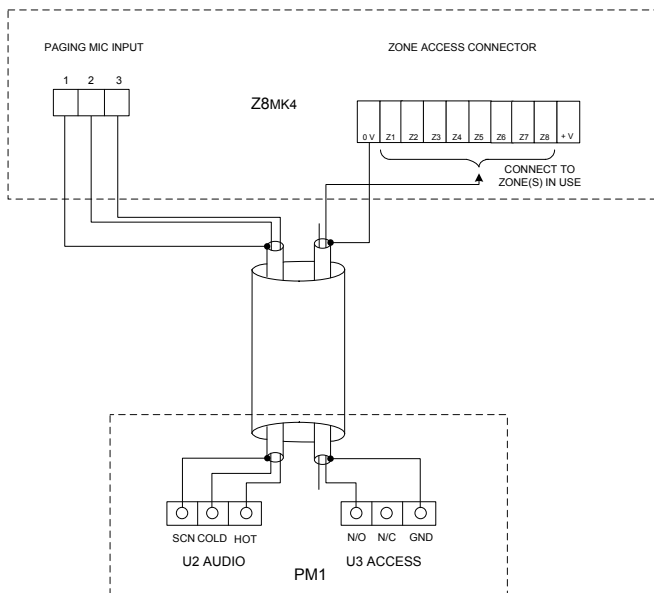 PAGING MIC INPUT
ZONE ACCESS CONNECTOR
1 2 3
Z8MK4
0 V Z1 Z2 Z3 Z4 Z5 Z6 Z7 Z8 + V
CONNECT TO
ZONE(S) IN USE
SCN COLD HOT
N/O N/C GND
U2 AUDIO
U3 ACCESS
PM1